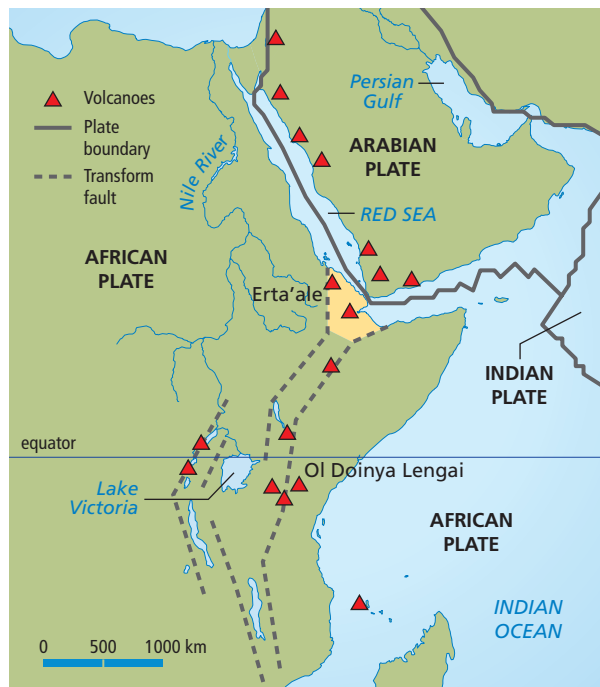 Volcanoes
Plate
boundary
Transform
fault
Nile River
Persian
Gulf
ARABIAN
PLATE
RED SEA
AFRICAN
PLATE
Erta'ale
INDIAN
PLATE
equator
Ol Doinya Lengai
Lake
Victoria
AFRICAN
PLATE
INDIAN
OCEAN
0 500 1000 km